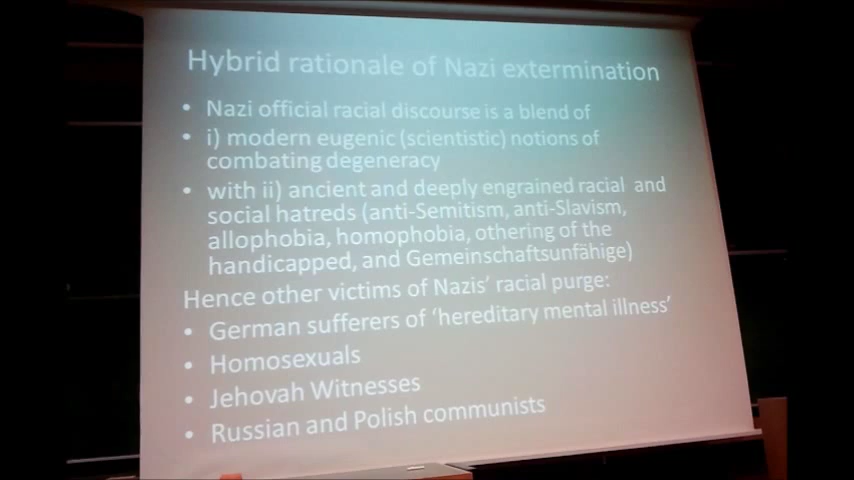 Hybrid rationale of Nazi extermination
• Nazi official racial discourse is a blend of
• i) modern eugenic (scientistic) notions of
combating degeneracy
• with ii) ancient and deeply engrained racial and
social hatreds (anti-Semitism, anti-Slavism,
allophobia, homophobia, othering of the
handicapped, and Gemeinschaftsunfähige)
Hence other victims of Nazis' racial purge:
• German sufferers of 'hereditary mental illness'
• Homosexuals
• Jehovah Witnesses
• Russian and Polish communists